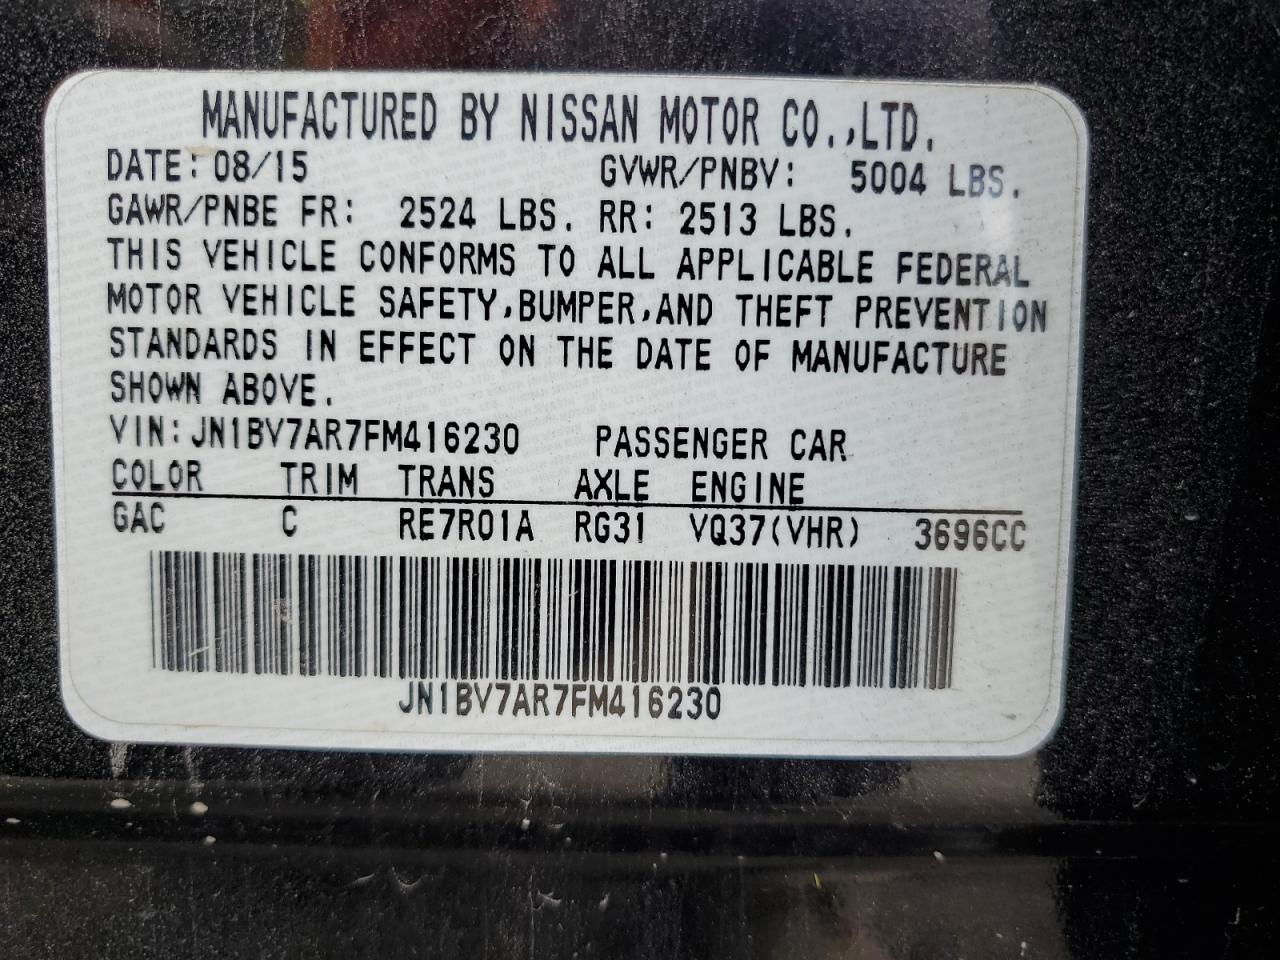 MANUFACTURED BY NISSAN MOTOR CO.,LTD.
DATE: 08/15 GVWR/PNBV: 5004 LBS.
GAWR/PNBE FR: 2524 LBS. RR: 2513 LBS.
THIS VEHICLE CONFORMS TO ALL APPLICABLE FEDERAL
MOTOR VEHICLE SAFETY,BUMPER,AND THEFT PREVENTION
STANDARDS IN EFFECT ON THE DATE OF MANUFACTURE
SHOWN ABOVE.
VIN: JN1BV7AR7FM416230 PASSENGER CAR
COLOR TRIM TRANS AXLE ENGINE
GAC C RE7R01A RG31 VQ37(VHR) 3696CC
JN1BV7AR7FM416230